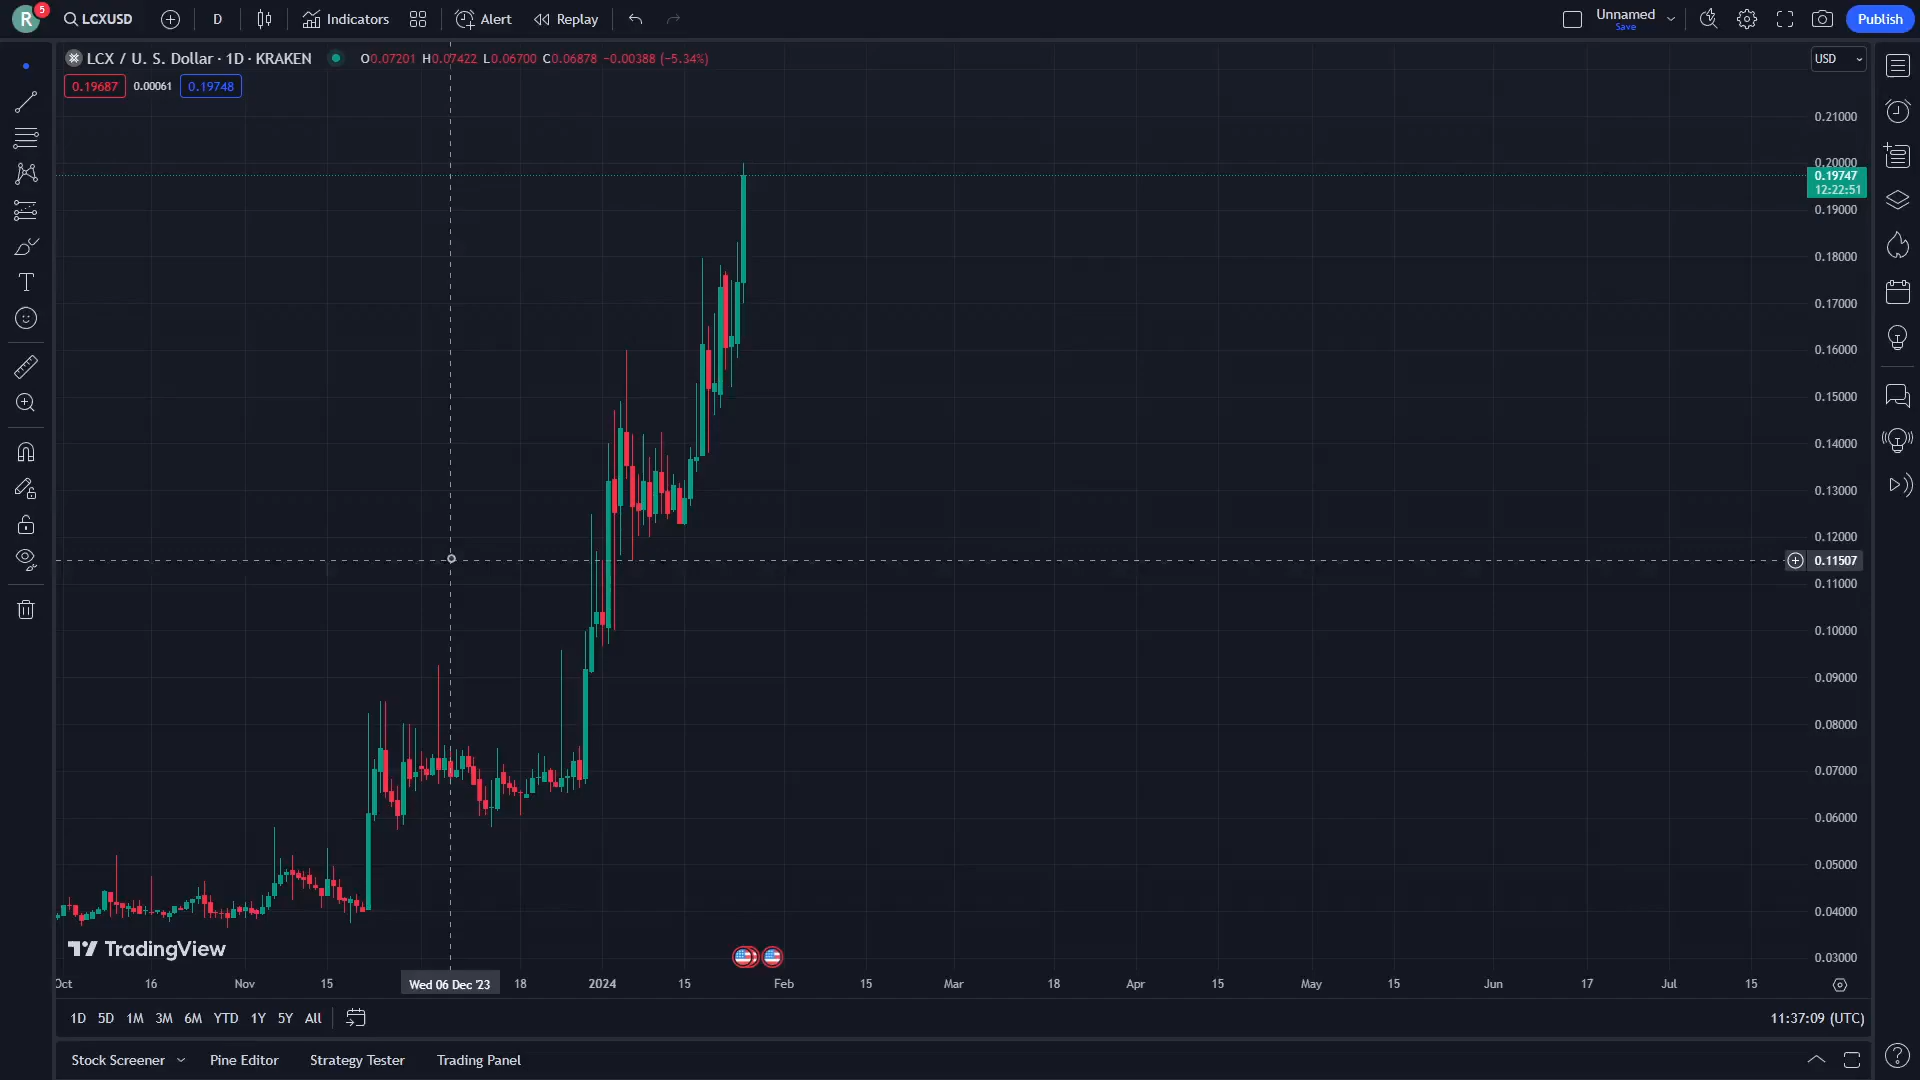 R
5
LCXUSD
D
Indicators
Alert
Replay
Unnamed
Save
Publish
LCX / U. S. Dollar · 1D · KRAKEN
O0.07201 H0.07422 L0.06700 C0.06878 −0.00388 (−5.34%)
USD
0.19687
0.00061
0.19748
0.21000
0.20000
0.19747
12:22:51
0.19000
0.18000
0.17000
0.16000
0.15000
0.14000
0.13000
0.12000
0.11507
0.11000
0.10000
0.09000
0.08000
0.07000
0.06000
0.05000
0.04000
0.03000
TradingView
Oct
16
Nov
15
Wed 06 Dec '23
18
2024
15
Feb
15
Mar
18
Apr
15
May
15
Jun
17
Jul
15
1D 5D 1M 3M 6M YTD 1Y 5Y All
11:37:09 (UTC)
Stock Screener
Pine Editor
Strategy Tester
Trading Panel